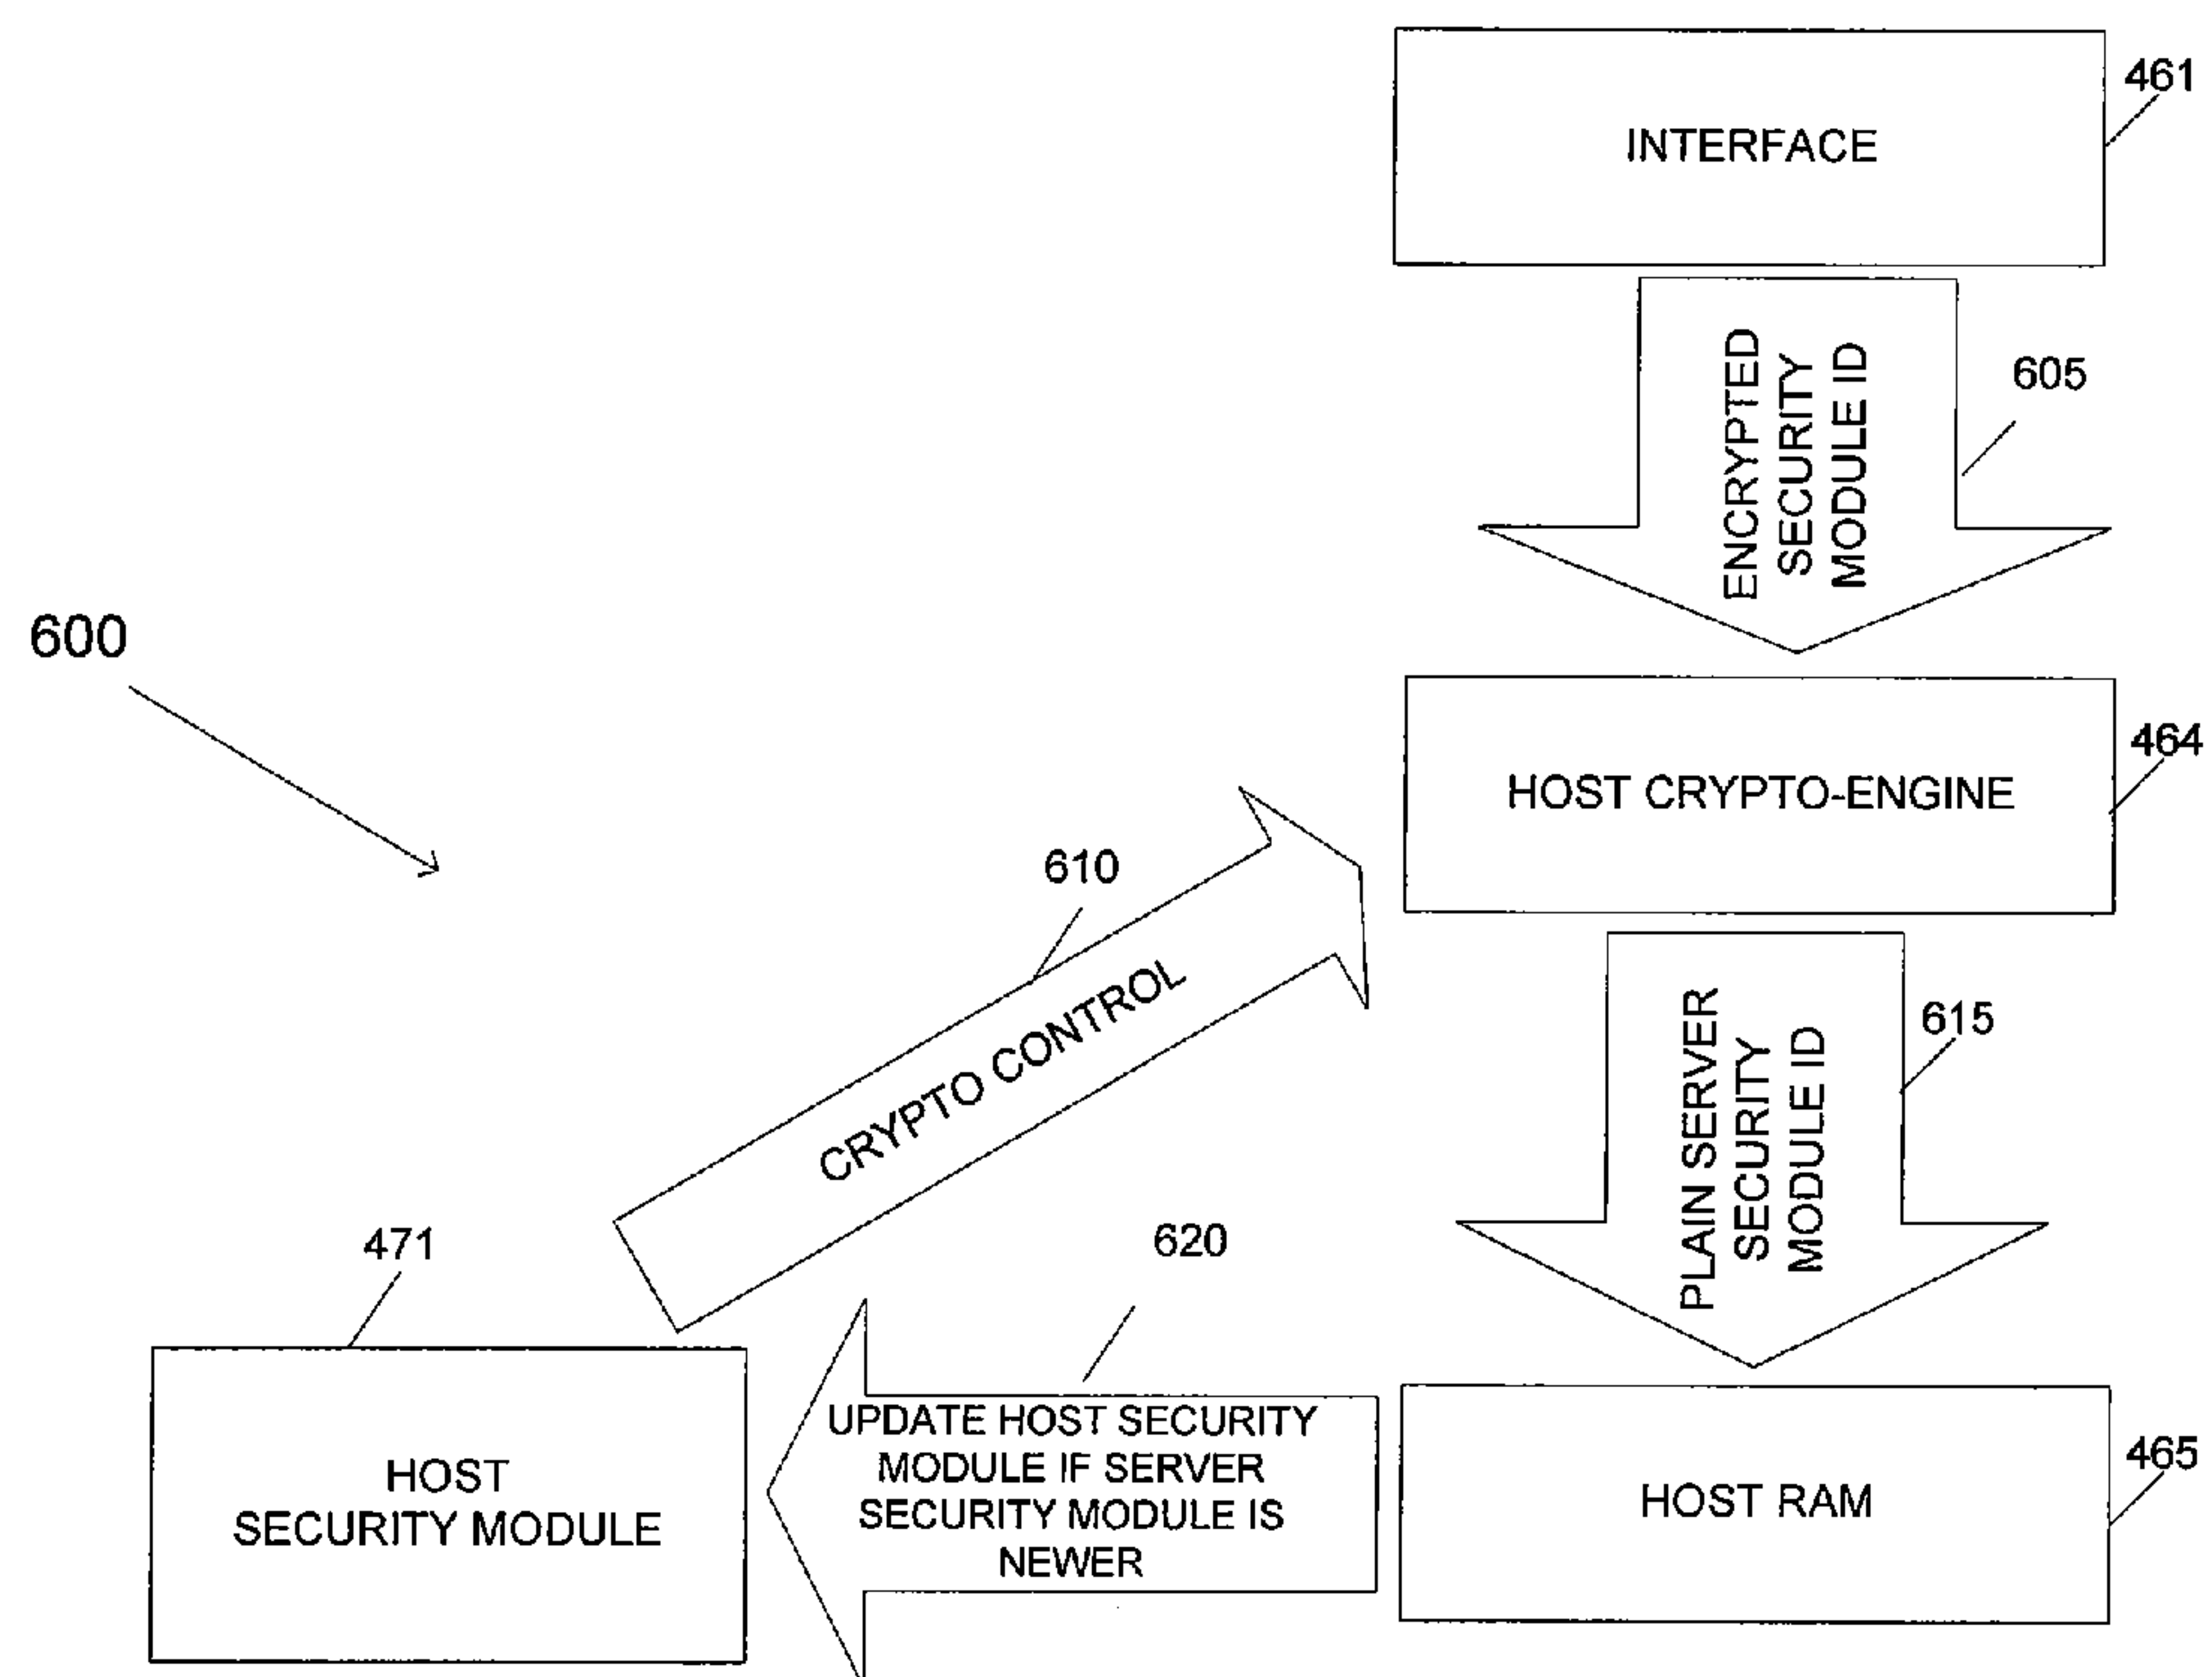 461
INTERFACE
ENCRYPTED
SECURITY
MODULE ID
605
600
464
HOST CRYPTO-ENGINE
610
CRYPTO CONTROL
615
PLAIN SERVER
SECURITY
MODULE ID
471
620
HOST
SECURITY MODULE
UPDATE HOST SECURITY
MODULE IF SERVER
SECURITY MODULE IS
NEWER
465
HOST RAM